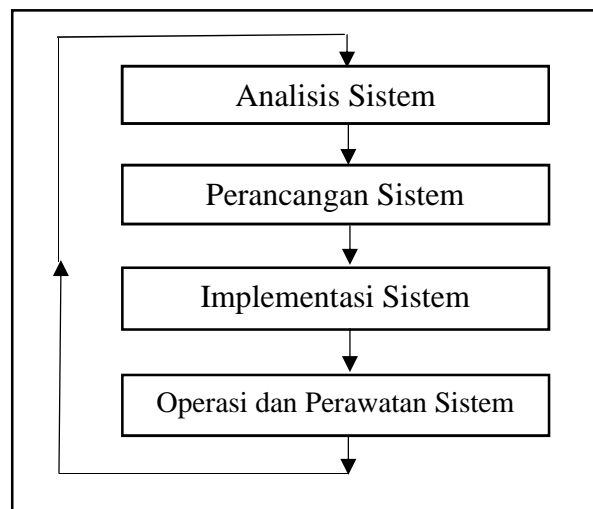 Analisis Sistem
Perancangan Sistem
Implementasi Sistem
Operasi dan Perawatan Sistem